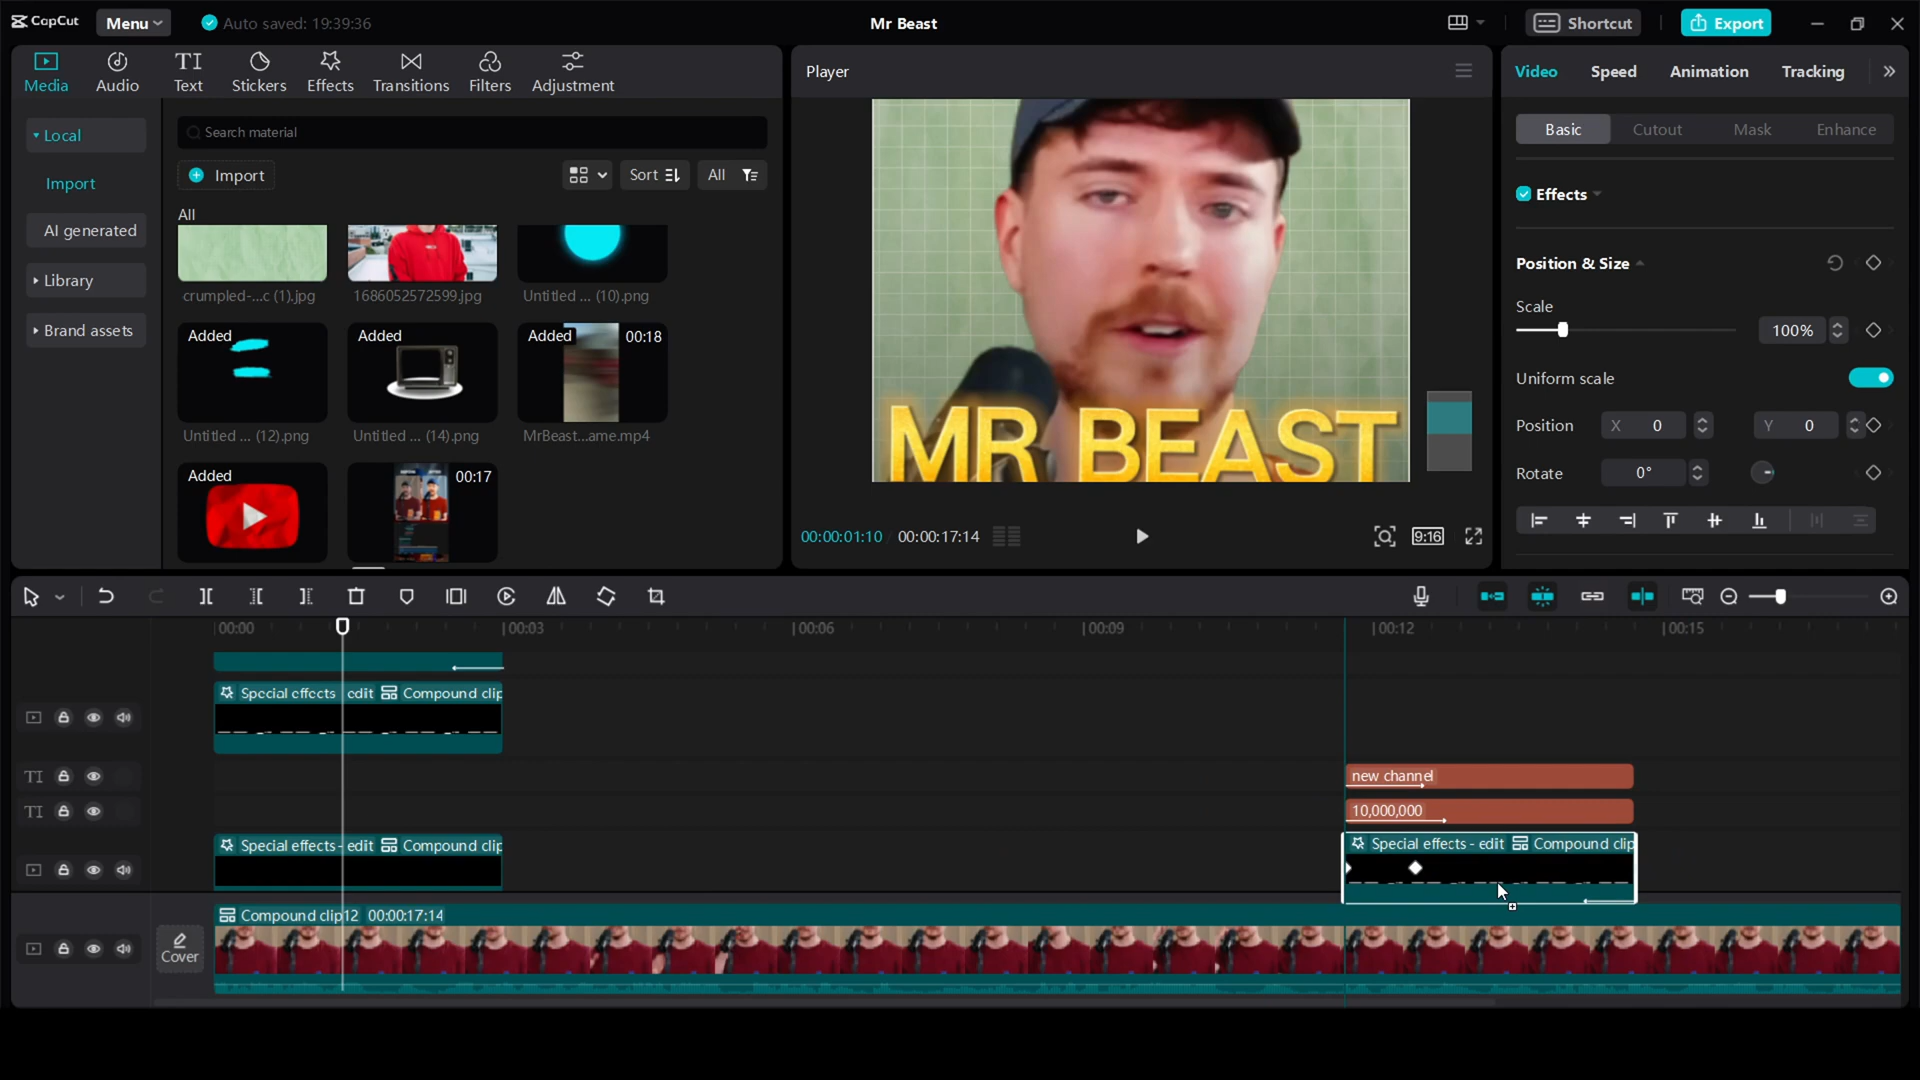 CapCut Menu Auto saved: 19:39:36 Mr Beast Shortcut Export
Media Audio Text Stickers Effects Transitions Filters Adjustment
Local
Import
AI generated
Library
Brand assets
Search material
Import Sort All
All
crumpled-...c (1).jpg 1686052572599.jpg Untitled ... (10).png
Added Added Added 00:18
Untitled ... (12).png Untitled ... (14).png MrBeast...ame.mp4
Added 00:17
Player
MR BEAST
00:00:01:10 00:00:17:14 9:16
Video Speed Animation Tracking
Basic Cutout Mask Enhance
Effects
Position & Size
Scale
100%
Uniform scale
Position X 0 Y 0
Rotate 0°
00:00 00:03 00:06 00:09 00:12 00:15
Special effects - edit Compound clip
TI new channel
TI 10,000,000
Special effects - edit Compound clip Special effects - edit Compound clip
Cover
Compound clip12 00:00:17:14